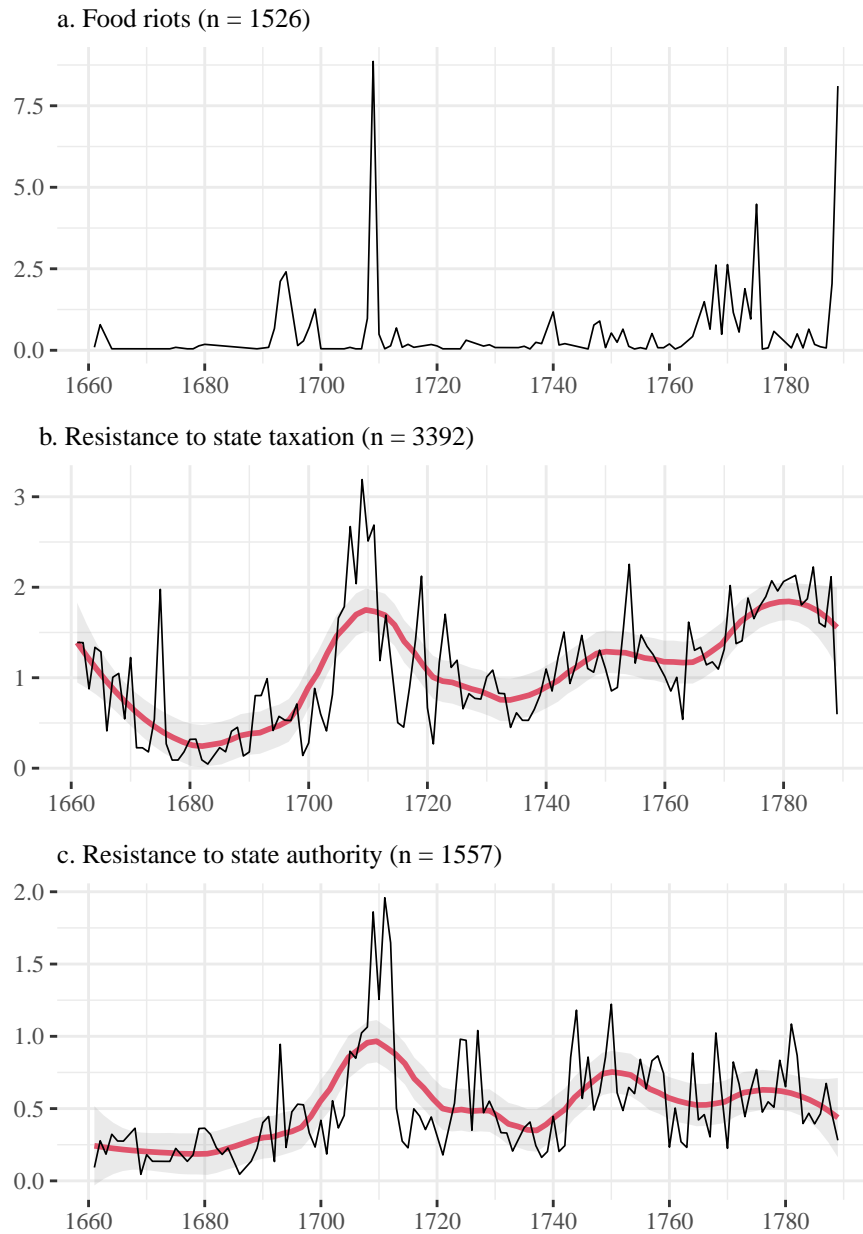 a. Food riots (n = 1526)
7.5
5.0
2.5
0.0
1660 1680 1700 1720 1740 1760 1780
b. Resistance to state taxation (n = 3392)
3
2
1
0
1660 1680 1700 1720 1740 1760 1780
c. Resistance to state authority (n = 1557)
2.0
1.5
1.0
0.5
0.0
1660 1680 1700 1720 1740 1760 1780